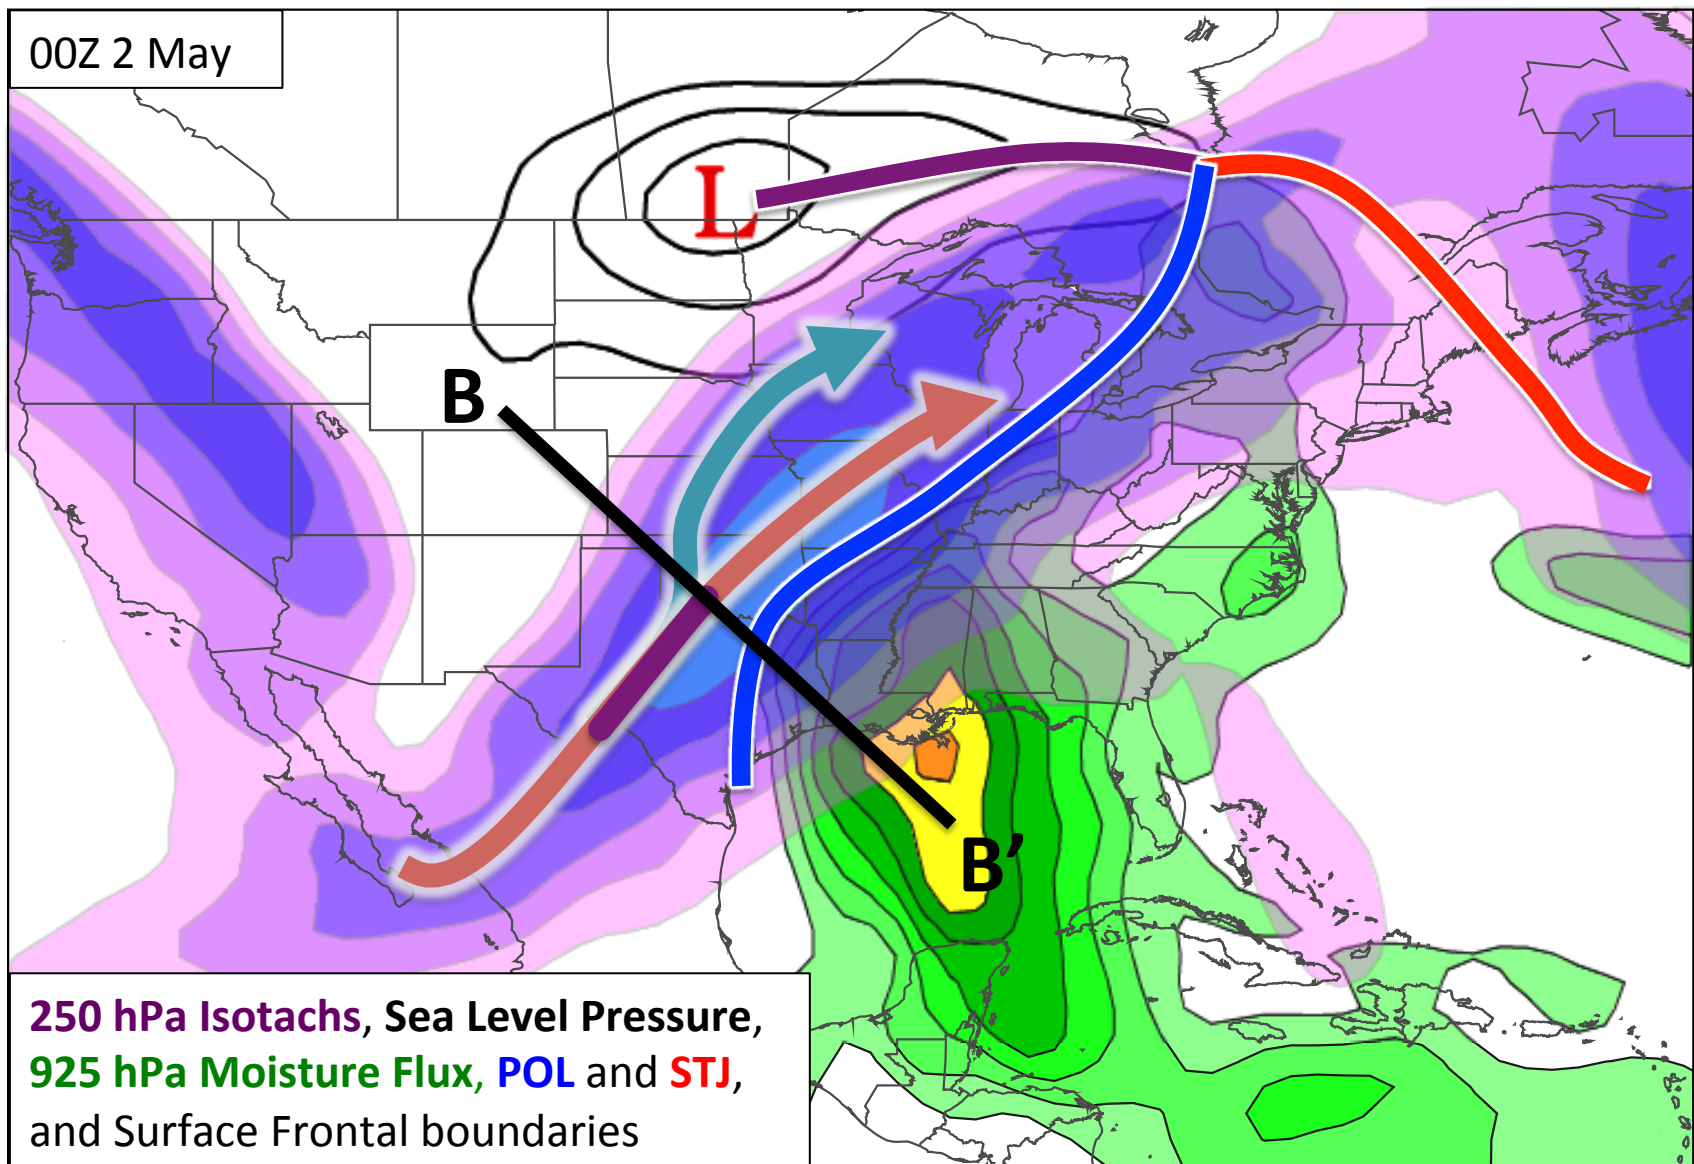 00Z 2 May
L
B
B’
250 hPa Isotachs, Sea Level Pressure,
925 hPa Moisture Flux, POL and STJ,
and Surface Frontal boundaries